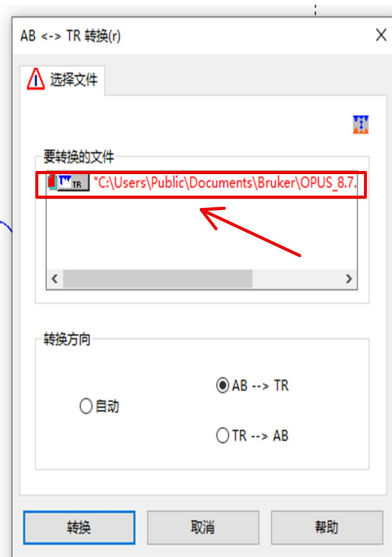 AB <-> TR 转换(r)
选择文件
要转换的文件
TR "C:\Users\Public\Documents\Bruker\OPUS_8.7.
转换方向
自动
AB --> TR
TR --> AB
转换
取消
帮助